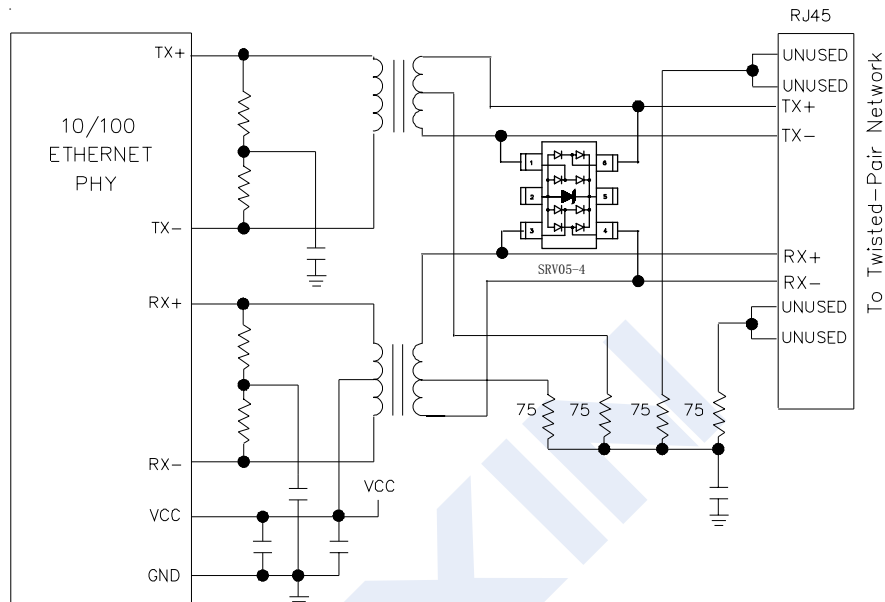 RJ45
TX+
UNUSED
UNUSED
10/100
ETHERNET
PHY
TX+
TX-
1
6
2
5
3
4
TX-
SRV05-4
RX+
RX-
RX+
UNUSED
UNUSED
To Twisted-Pair Network
75
75
75
75
RX-
VCC
VCC
GND
XIN